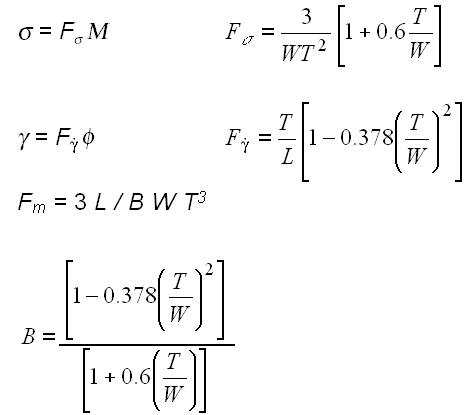 σ = F_σ M    F_σ = 3/(WT²) [1 + 0.6 T/W]
γ = F_γ̇ ϕ    F_γ̇ = T/L [1 − 0.378(T/W)²]
F_m = 3 L / B W T³
B = [1 − 0.378(T/W)²] / [1 + 0.6(T/W)]